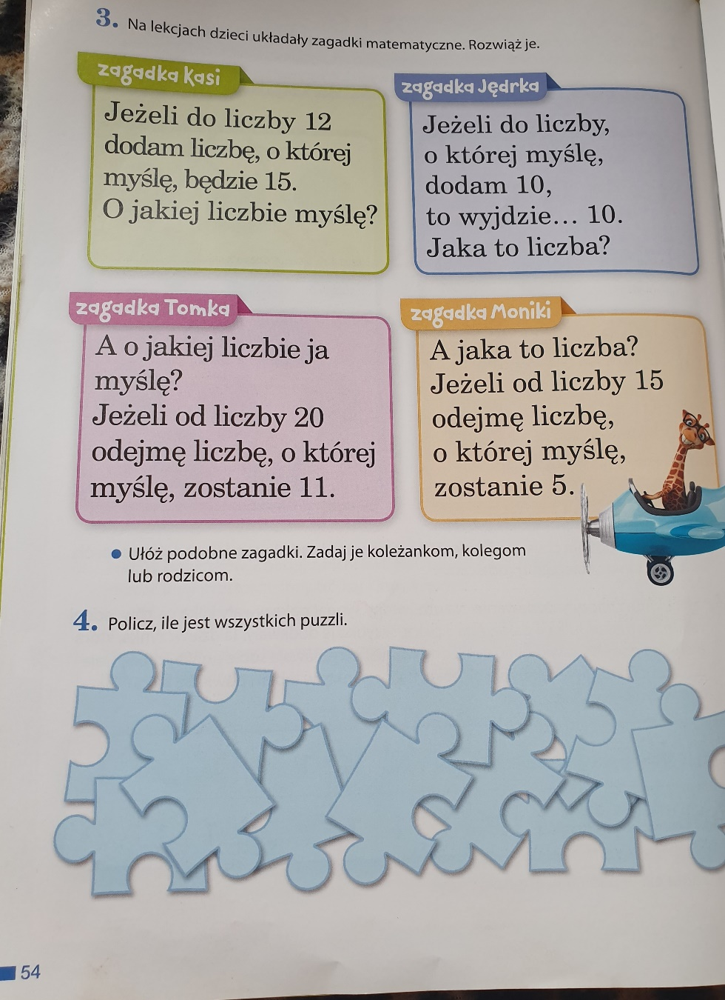 3. Na lekcjach dzieci układały zagadki matematyczne. Rozwiąż je.
zagadka Kasi
Jeżeli do liczby 12
dodam liczbę, o której
myślę, będzie 15.
O jakiej liczbie myślę?
zagadka Jędrka
Jeżeli do liczby,
o której myślę,
dodam 10,
to wyjdzie... 10.
Jaka to liczba?
zagadka Tomka
A o jakiej liczbie ja
myślę?
Jeżeli od liczby 20
odejmę liczbę, o której
myślę, zostanie 11.
zagadka Moniki
A jaka to liczba?
Jeżeli od liczby 15
odejmę liczbę,
o której myślę,
zostanie 5.
• Ułóż podobne zagadki. Zadaj je koleżankom, kolegom
lub rodzicom.
4. Policz, ile jest wszystkich puzzli.
54